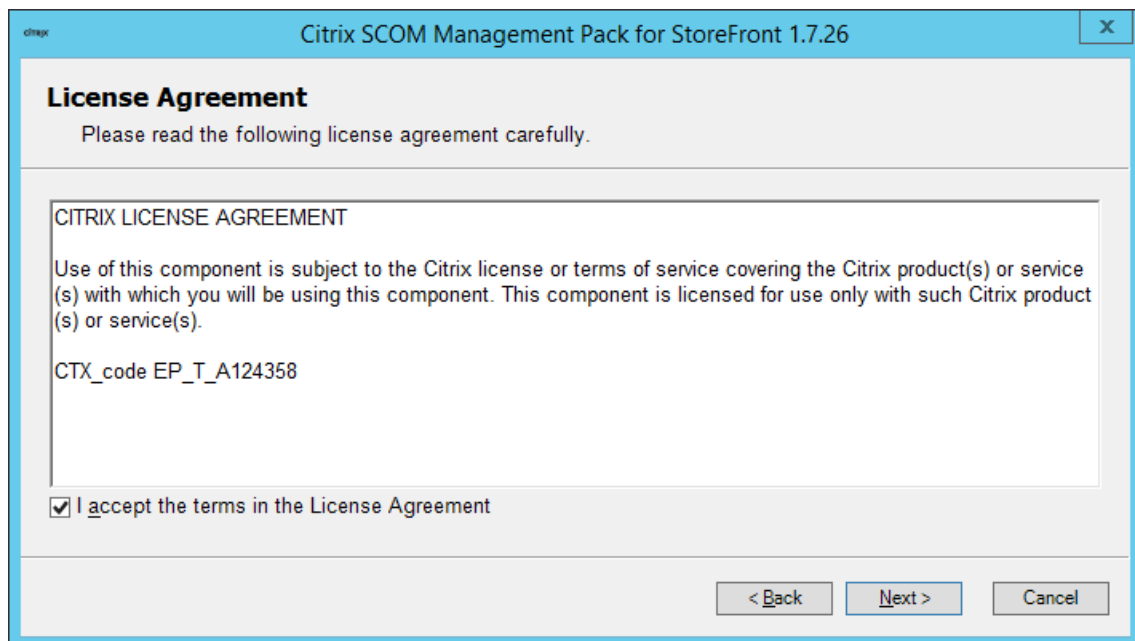 citrix
Citrix SCOM Management Pack for StoreFront 1.7.26
x
License Agreement
Please read the following license agreement carefully.
CITRIX LICENSE AGREEMENT
Use of this component is subject to the Citrix license or terms of service covering the Citrix product(s) or service
(s) with which you will be using this component. This component is licensed for use only with such Citrix product
(s) or service(s).
CTX_code EP_T_A124358
I accept the terms in the License Agreement
< Back
Next >
Cancel